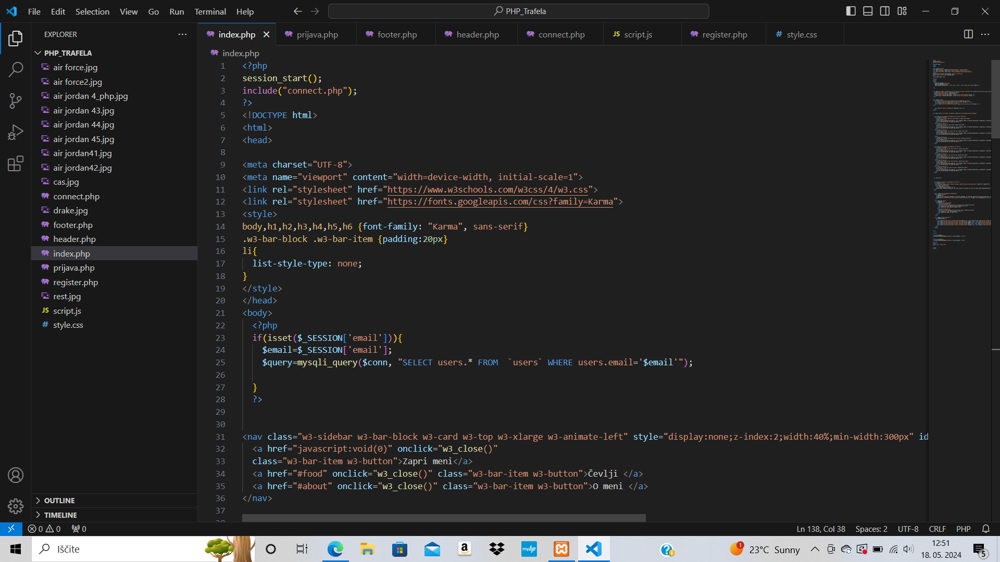 File Edit Selection View Go Run Terminal Help
PHP_Trafela
EXPLORER
PHP_TRAFELA
air force.jpg
air force2.jpg
air jordan 4_php.jpg
air jordan 43.jpg
air jordan 44.jpg
air jordan 45.jpg
air jordan41.jpg
air jordan42.jpg
cas.jpg
connect.php
drake.jpg
footer.php
header.php
index.php
prijava.php
register.php
rest.jpg
JS script.js
# style.css
OUTLINE
TIMELINE
index.php prijava.php footer.php header.php connect.php JS script.js register.php # style.css
index.php
1 <?php
2 session_start();
3 include("connect.php");
4 ?>
5 <!DOCTYPE html>
6 <html>
7 <head>
8
9 <meta charset="UTF-8">
10 <meta name="viewport" content="width=device-width, initial-scale=1">
11 <link rel="stylesheet" href="https://www.w3schools.com/w3css/4/w3.css">
12 <link rel="stylesheet" href="https://fonts.googleapis.com/css?family=Karma">
13 <style>
14 body,h1,h2,h3,h4,h5,h6 {font-family: "Karma", sans-serif}
15 .w3-bar-block .w3-bar-item {padding:20px}
16 li{
17 list-style-type: none;
18 }
19 </style>
20 </head>
21 <body>
22 <?php
23 if(isset($_SESSION['email'])){
24 $email=$_SESSION['email'];
25 $query=mysqli_query($conn, "SELECT users.* FROM  `users` WHERE users.email='$email'");
26
27 }
28 ?>
29
30
31 <nav class="w3-sidebar w3-bar-block w3-card w3-top w3-xlarge w3-animate-left" style="display:none;z-index:2;width:40%;min-width:300px" id
32 <a href="javascript:void(0)" onclick="w3_close()"
33 class="w3-bar-item w3-button">Zapri meni</a>
34 <a href="#food" onclick="w3_close()" class="w3-bar-item w3-button">Čevlji </a>
35 <a href="#about" onclick="w3_close()" class="w3-bar-item w3-button">O meni </a>
36 </nav>
37
0 0 0
Ln 138, Col 38 Spaces: 2 UTF-8 CRLF PHP
Iščite
a
myhp
1
23°C Sunny
12:51
18. 05. 2024
5